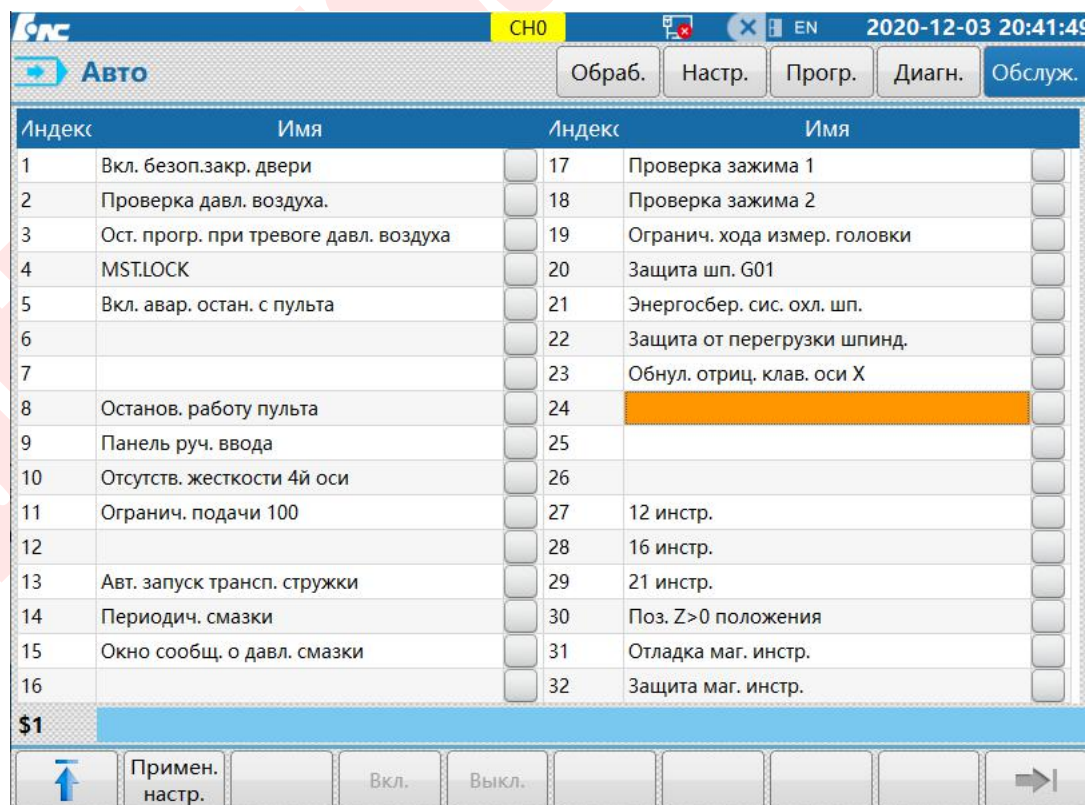 HNC CH0 EN 2020-12-03 20:41:49
Авто Обраб. Настр. Прогр. Диагн. Обслуж.
Индекс Имя Индекс Имя
1 Вкл. безоп.закр. двери 17 Проверка зажима 1
2 Проверка давл. воздуха. 18 Проверка зажима 2
3 Ост. прогр. при тревоге давл. воздуха 19 Огранич. хода измер. головки
4 MST.LOCK 20 Защита шп. G01
5 Вкл. авар. остан. с пульта 21 Энергосбер. сис. охл. шп.
6 22 Защита от перегрузки шпинд.
7 23 Обнул. отриц. клав. оси X
8 Останов. работу пульта 24
9 Панель руч. ввода 25
10 Отсутств. жесткости 4й оси 26
11 Огранич. подачи 100 27 12 инстр.
12 28 16 инстр.
13 Авт. запуск трансп. стружки 29 21 инстр.
14 Периодич. смазки 30 Поз. Z>0 положения
15 Окно сообщ. о давл. смазки 31 Отладка маг. инстр.
16 32 Защита маг. инстр.
$1
Примен. настр. Вкл. Выкл.